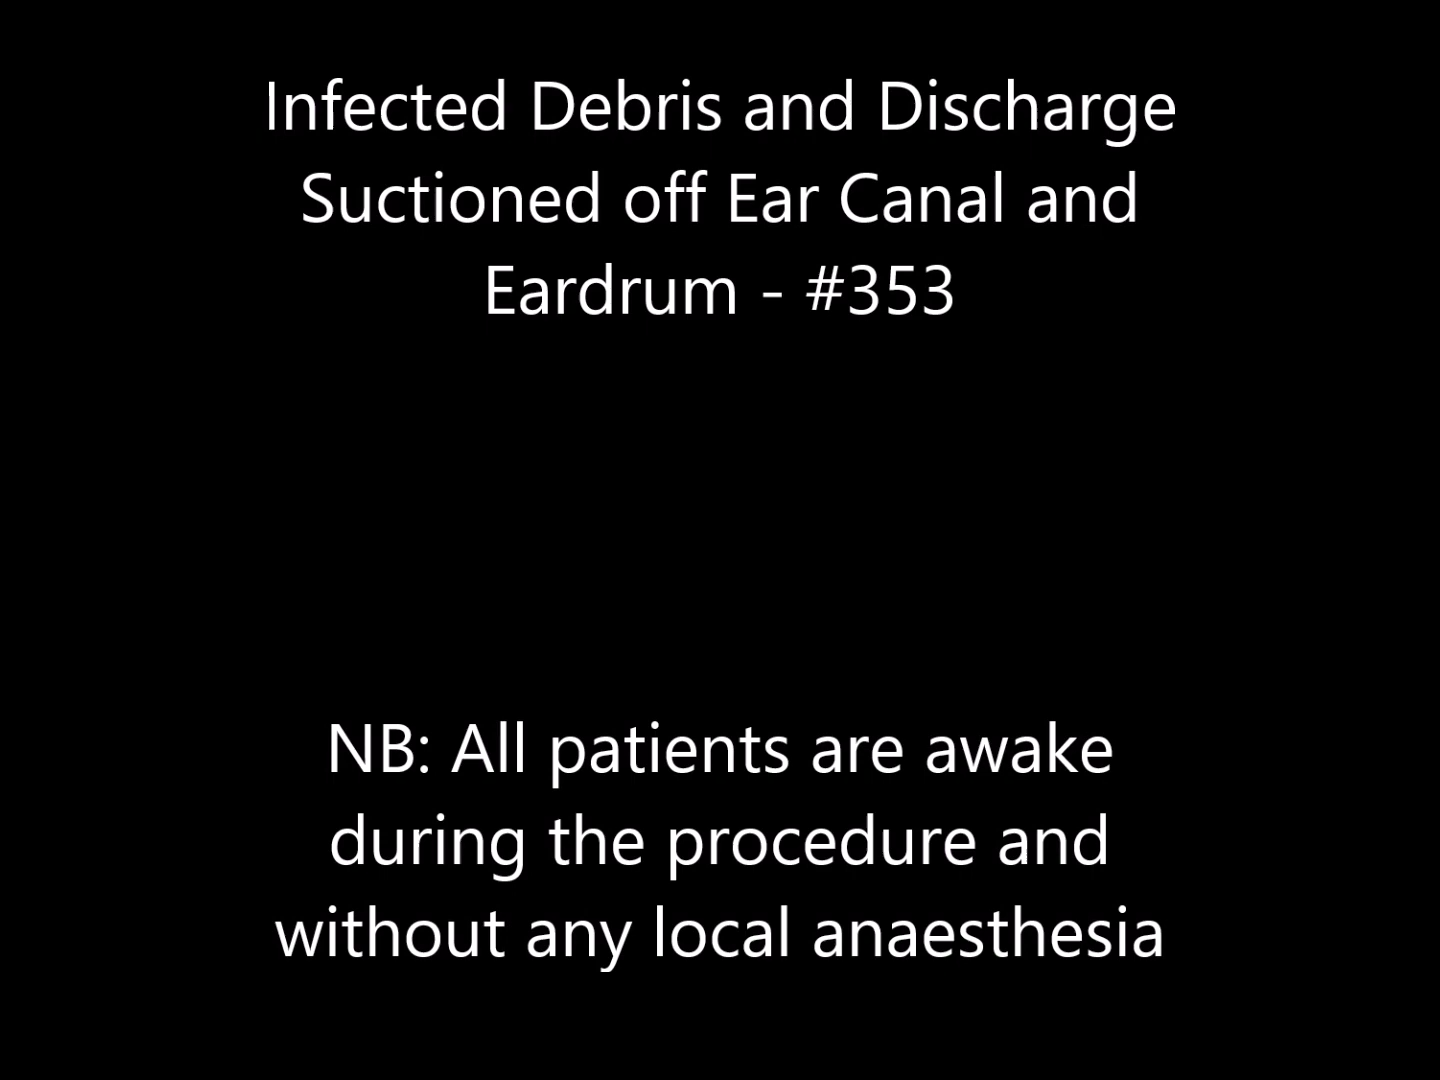 Infected Debris and Discharge
Suctioned off Ear Canal and
Eardrum - #353
NB: All patients are awake
during the procedure and
without any local anaesthesia